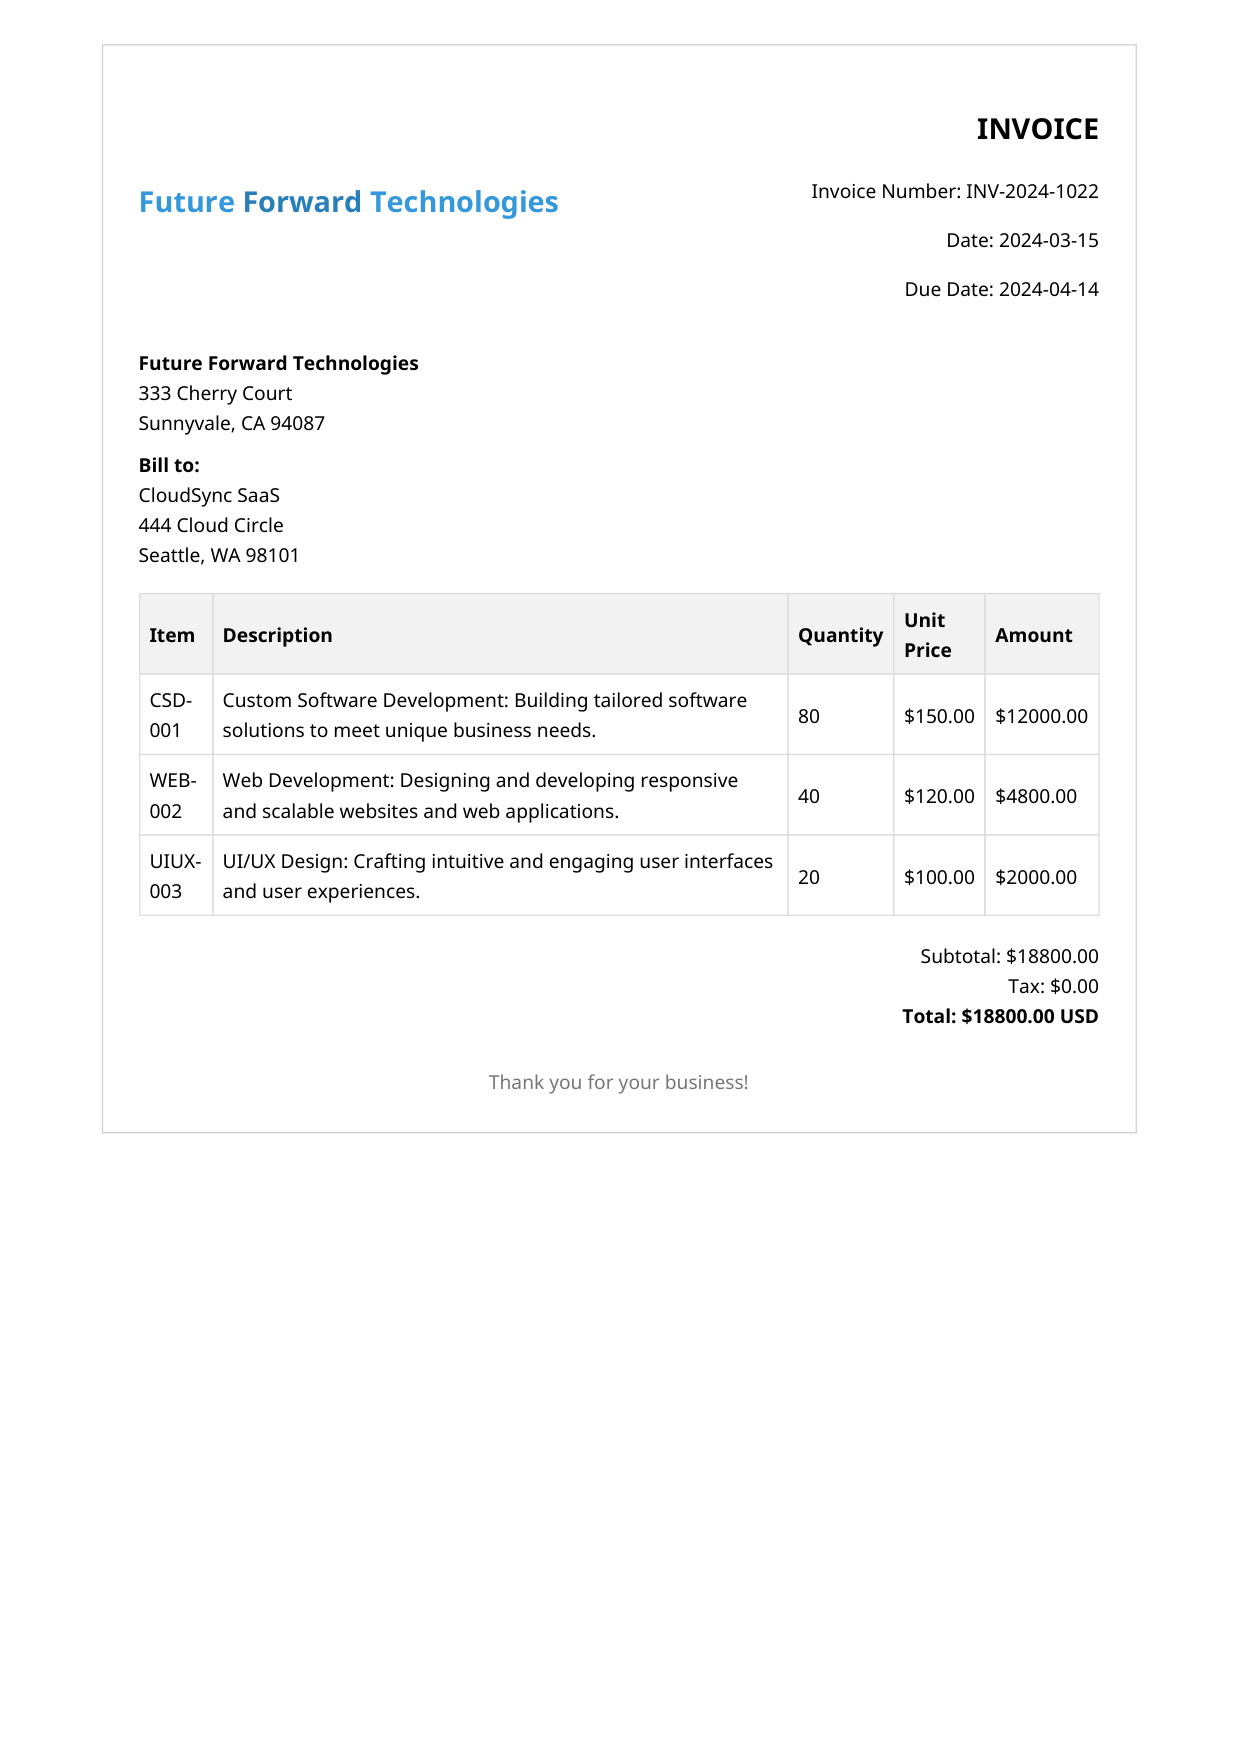 INVOICE
Future Forward Technologies
Invoice Number: INV-2024-1022
Date: 2024-03-15
Due Date: 2024-04-14
Future Forward Technologies
333 Cherry Court
Sunnyvale, CA 94087
Bill to:
CloudSync SaaS
444 Cloud Circle
Seattle, WA 98101
Item Description Quantity Unit Price Amount
CSD-001 Custom Software Development: Building tailored software solutions to meet unique business needs. 80 $150.00 $12000.00
WEB-002 Web Development: Designing and developing responsive and scalable websites and web applications. 40 $120.00 $4800.00
UIUX-003 UI/UX Design: Crafting intuitive and engaging user interfaces and user experiences. 20 $100.00 $2000.00
Subtotal: $18800.00
Tax: $0.00
Total: $18800.00 USD
Thank you for your business!